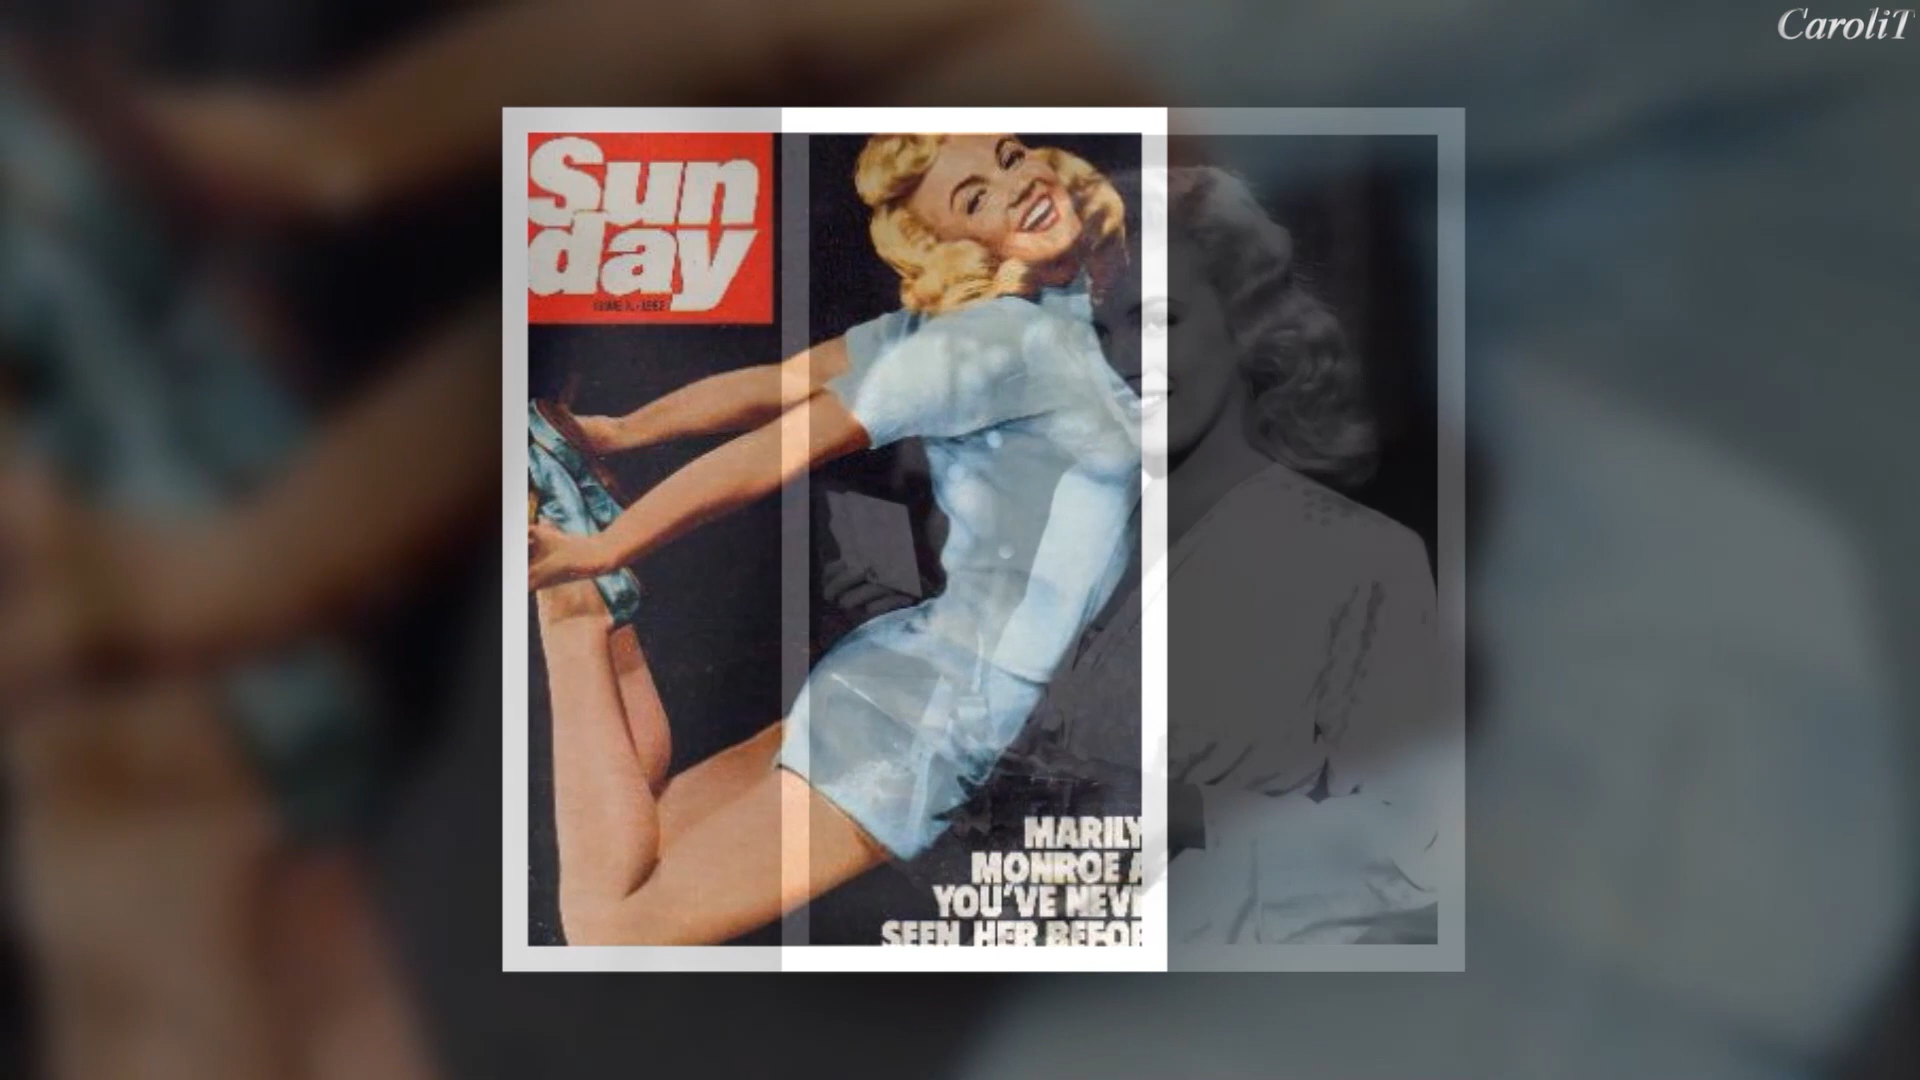 CaroliT
Sun
day
MARILY
MONROE A
YOU'VE NEVE
SEEN HER BEFOR